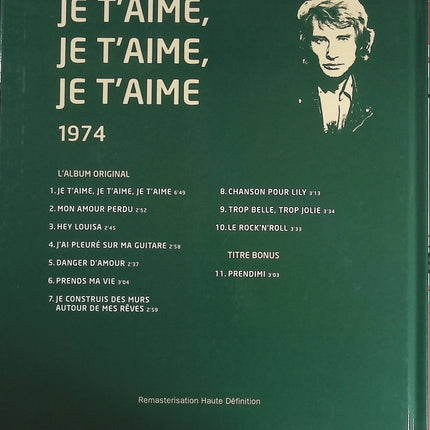 JE T'AIME,
JE T'AIME,
JE T'AIME
1974
L'ALBUM ORIGINAL
1. JE T'AIME, JE T'AIME, JE T'AIME 6'49
2. MON AMOUR PERDU 2'52
3. HEY LOUISA 2'45
4. J'AI PLEURÉ SUR MA GUITARE 2'58
5. DANGER D'AMOUR 2'37
6. PRENDS MA VIE 3'04
7. JE CONSTRUIS DES MURS
AUTOUR DE MES RÊVES 2'59
8. CHANSON POUR LILY 3'13
9. TROP BELLE, TROP JOLIE 3'34
10. LE ROCK'N'ROLL 3'33
TITRE BONUS
11. PRENDIMI 3'03
Remasterisation Haute Définition